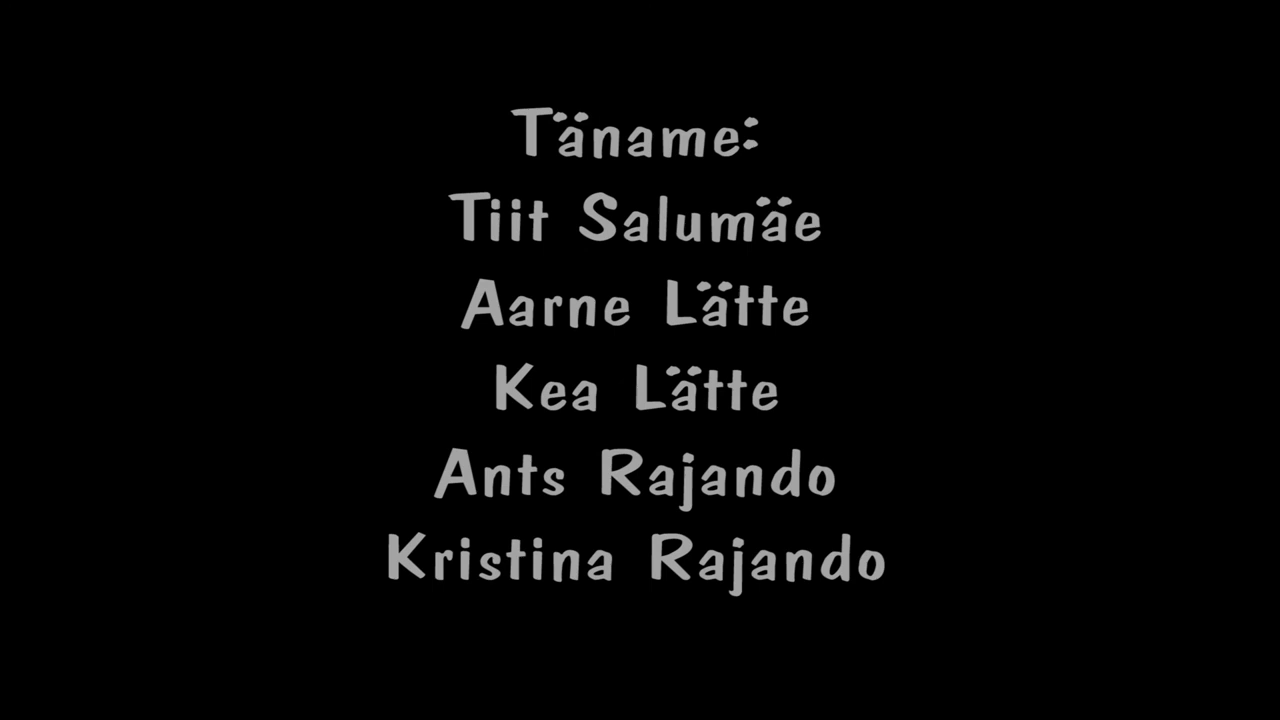 Täname:
Tiit Salumäe
Aarne Lätte
Kea Lätte
Ants Rajando
Kristina Rajando